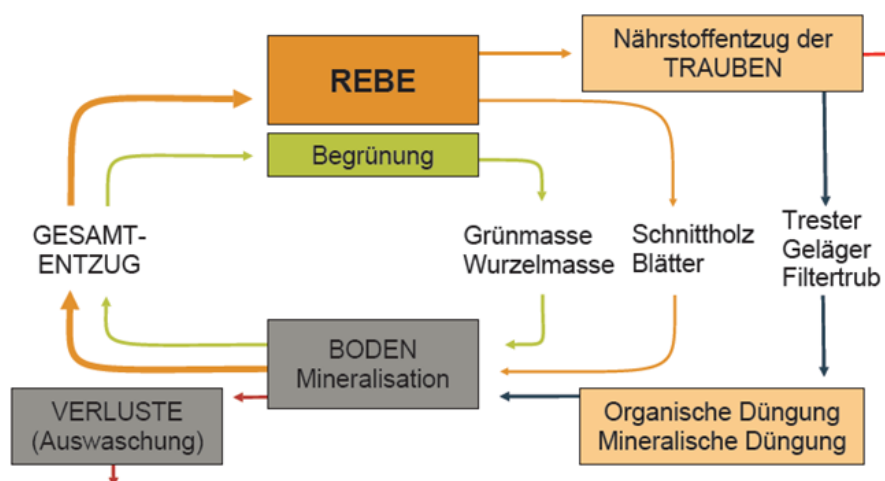 Nährstoffentzug der
TRAUBEN
REBE
Begrünung
GESAMT-
ENTZUG
Grünmasse
Wurzelmasse
Schnittholz
Blätter
Trester
Geläger
Filtertrub
BODEN
Mineralisation
VERLUSTE
(Auswaschung)
Organische Düngung
Mineralische Düngung